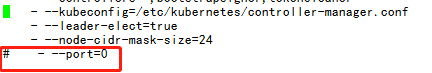 - --kubeconfig=/etc/kubernetes/controller-manager.conf
- --leader-elect=true
- --node-cidr-mask-size=24
#    - --port=0